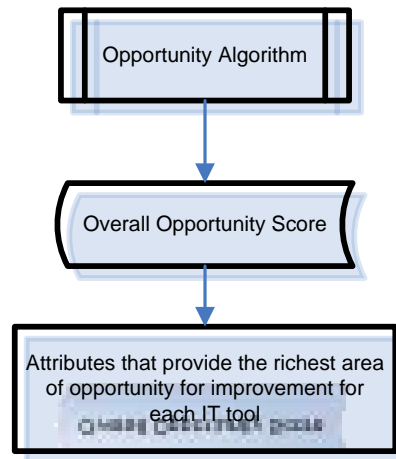 Opportunity Algorithm
Overall Opportunity Score
Attributes that provide the richest area
of opportunity for improvement for
each IT tool